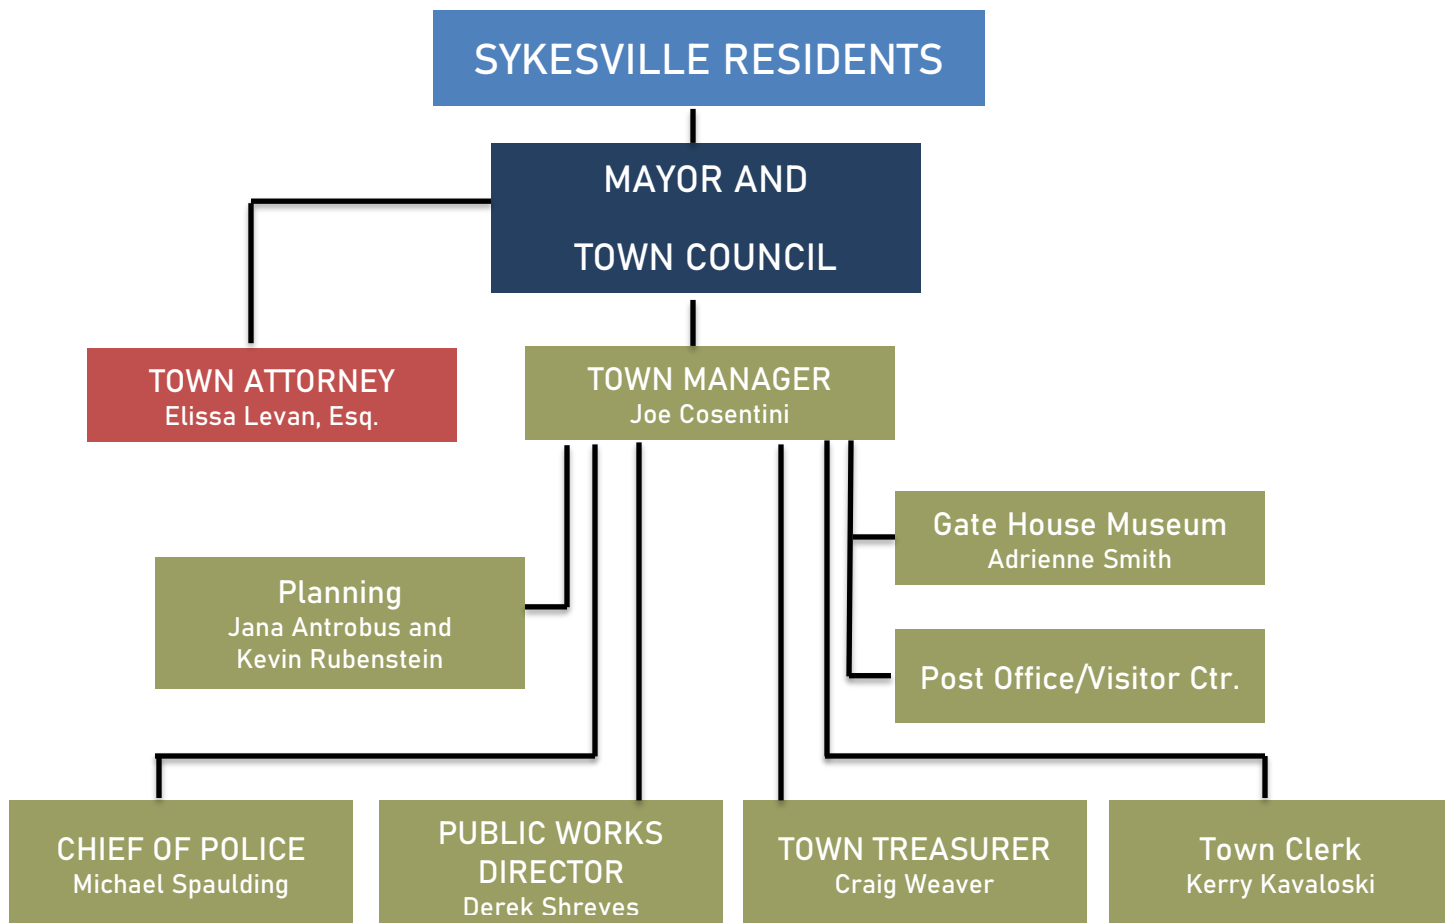 SYKESVILLE RESIDENTS
MAYOR AND
TOWN COUNCIL
TOWN ATTORNEY
Elissa Levan, Esq.
TOWN MANAGER
Joe Cosentini
Gate House Museum
Adrienne Smith
Planning
Jana Antrobus and
Kevin Rubenstein
Post Office/Visitor Ctr.
CHIEF OF POLICE
Michael Spaulding
PUBLIC WORKS
DIRECTOR
Derek Shreves
TOWN TREASURER
Craig Weaver
Town Clerk
Kerry Kavaloski